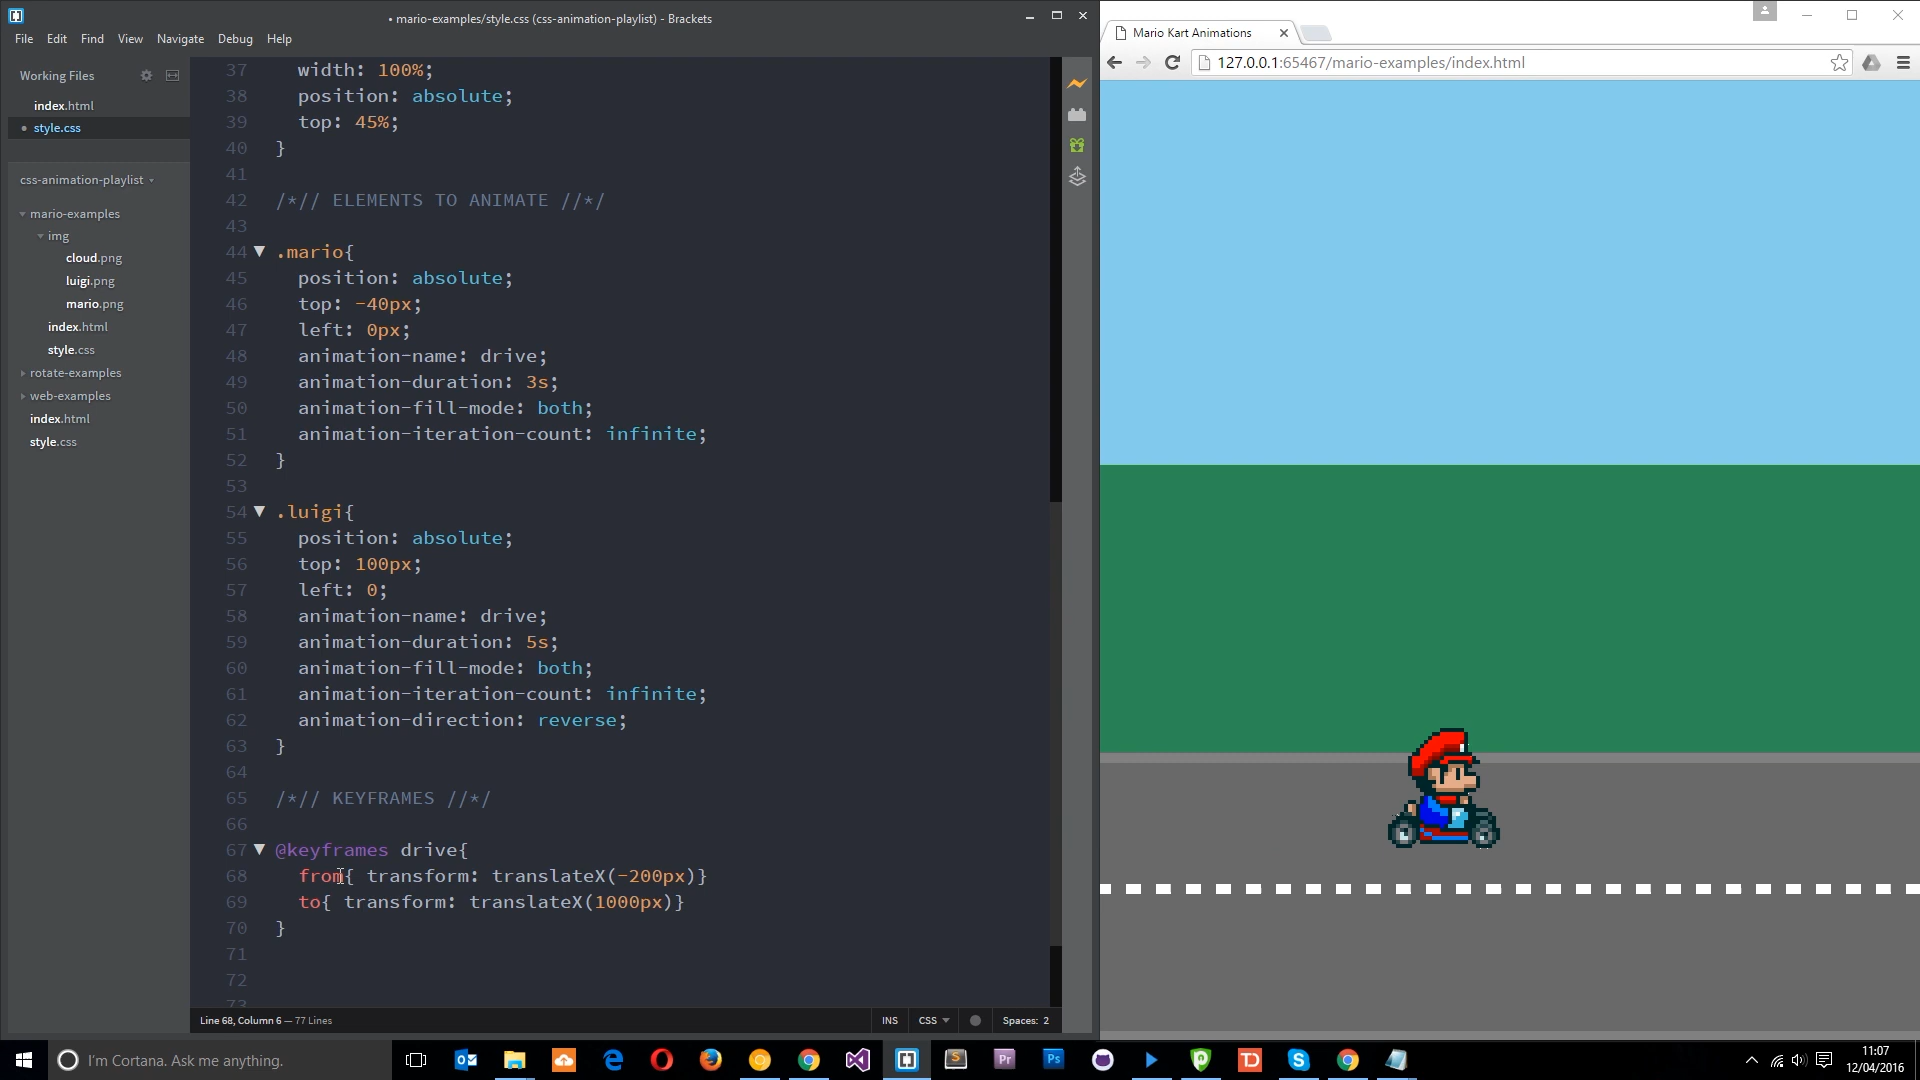 • mario-examples/style.css (css-animation-playlist) - Brackets
File Edit Find View Navigate Debug Help
Working Files
index.html
• style.css
css-animation-playlist
mario-examples
img
cloud.png
luigi.png
mario.png
index.html
style.css
rotate-examples
web-examples
index.html
style.css
37 width: 100%;
38 position: absolute;
39 top: 45%;
40 }
41
42 /*// ELEMENTS TO ANIMATE //*/
43
44 .mario{
45 position: absolute;
46 top: -40px;
47 left: 0px;
48 animation-name: drive;
49 animation-duration: 3s;
50 animation-fill-mode: both;
51 animation-iteration-count: infinite;
52 }
53
54 .luigi{
55 position: absolute;
56 top: 100px;
57 left: 0;
58 animation-name: drive;
59 animation-duration: 5s;
60 animation-fill-mode: both;
61 animation-iteration-count: infinite;
62 animation-direction: reverse;
63 }
64
65 /*// KEYFRAMES //*/
66
67 @keyframes drive{
68 from{ transform: translateX(-200px)}
69 to{ transform: translateX(1000px)}
70 }
71
72
73
Line 68, Column 6 — 77 Lines
INS CSS Spaces: 2
Mario Kart Animations
127.0.0.1:65467/mario-examples/index.html
I'm Cortana. Ask me anything.
Pr
Ps
TD
11:07
12/04/2016